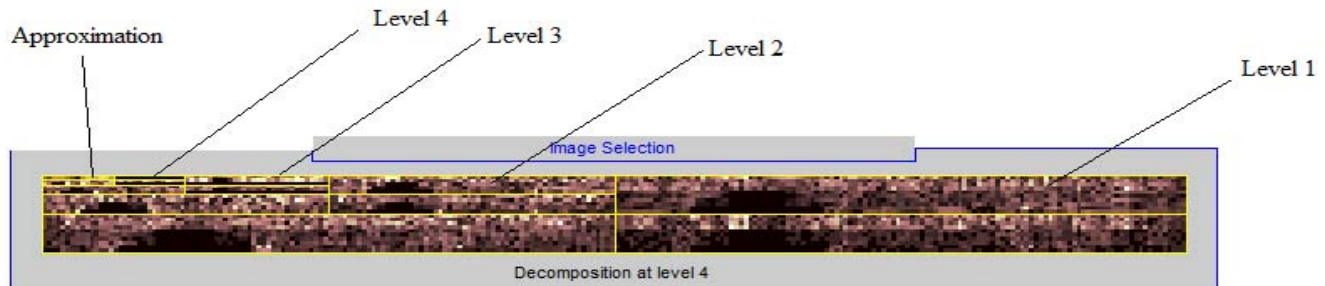 Approximation
Level 4
Level 3
Level 2
Level 1
Image Selection
Decomposition at level 4